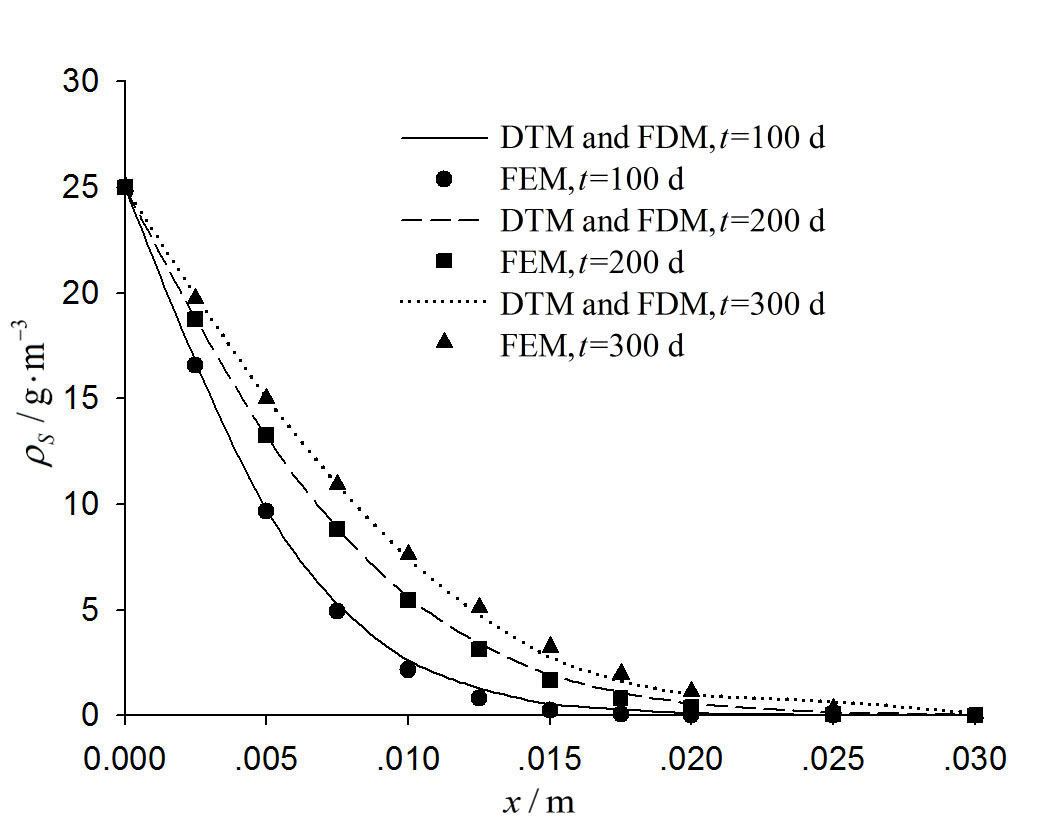 30
25
20
15
10
5
0
ρS / g·m−3
DTM and FDM,t=100 d
FEM,t=100 d
DTM and FDM,t=200 d
FEM,t=200 d
DTM and FDM,t=300 d
FEM,t=300 d
0.000 .005 .010 .015 .020 .025 .030
x / m